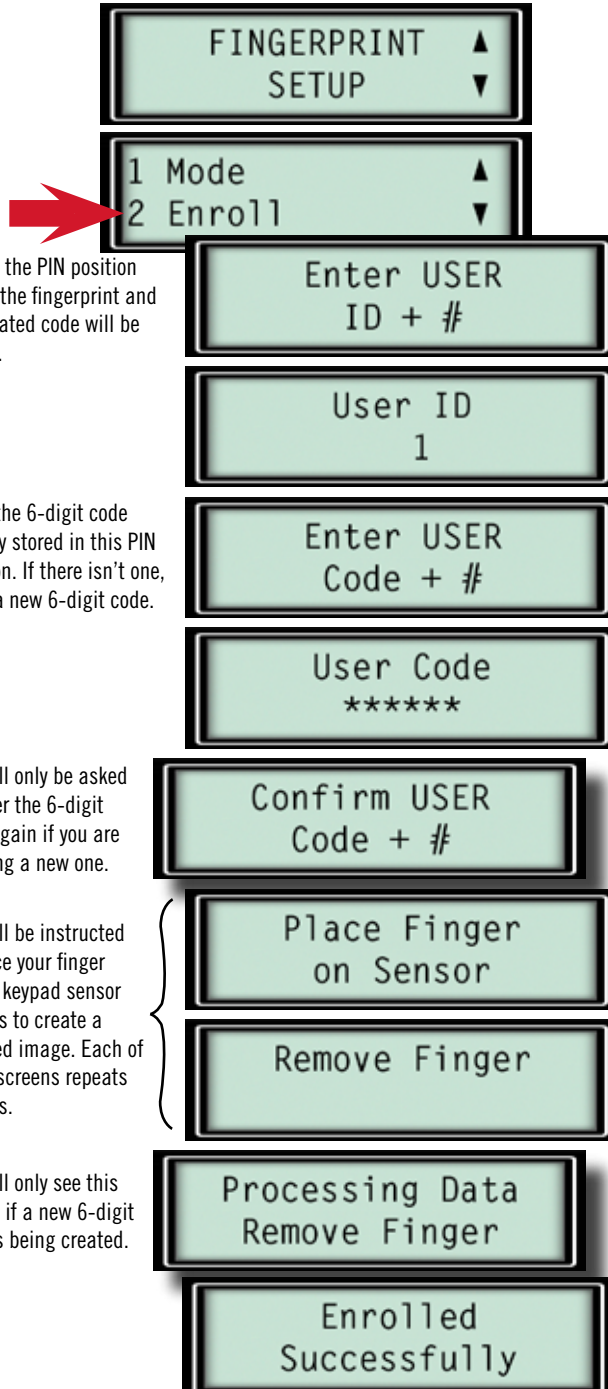 FINGERPRINT ▲
SETUP ▼
1 Mode ▲
2 Enroll ▼
the PIN position
the fingerprint and
ated code will be
.
Enter USER
ID + #
User ID
1
the 6-digit code
y stored in this PIN
on. If there isn’t one,
a new 6-digit code.
Enter USER
Code + #
User Code
******
ll only be asked
er the 6-digit
gain if you are
ng a new one.
Confirm USER
Code + #
ll be instructed
ce your finger
keypad sensor
s to create a
ed image. Each of
screens repeats
s.
Place Finger
on Sensor
Remove Finger
ll only see this
if a new 6-digit
s being created.
Processing Data
Remove Finger
Enrolled
Successfully